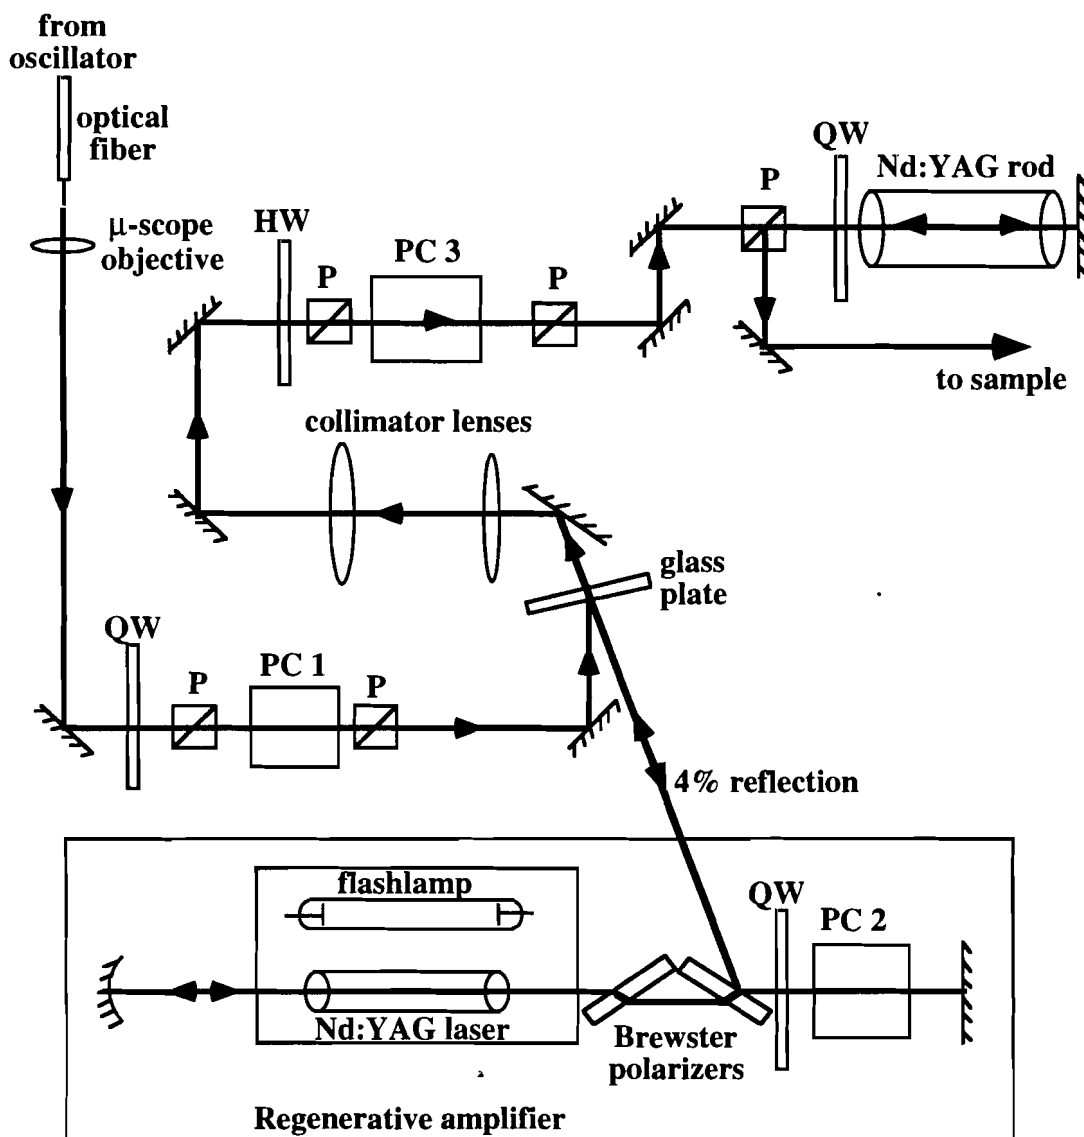 from
oscillator
optical
fiber
μ-scope
objective
HW
P
PC 3
P
P
QW
Nd:YAG rod
to sample
collimator lenses
glass
plate
QW
P
PC 1
P
4% reflection
flashlamp
Nd:YAG laser
Brewster
polarizers
QW
PC 2
Regenerative amplifier